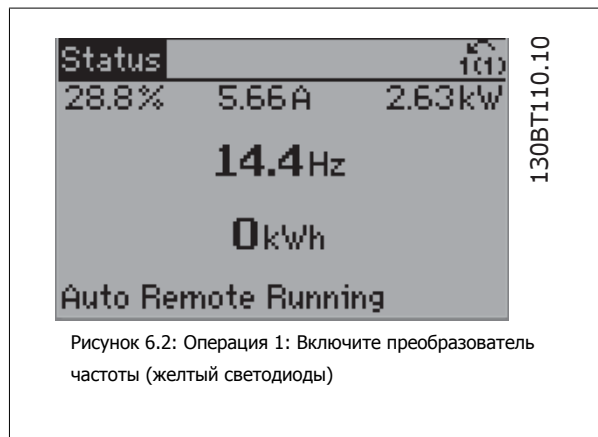 Status 1(1)
28.8% 5.66A 2.63kW
14.4Hz
0kWh
Auto Remote Running
130BT110.10
Рисунок 6.2: Операция 1: Включите преобразователь
частоты (желтый светодиоды)